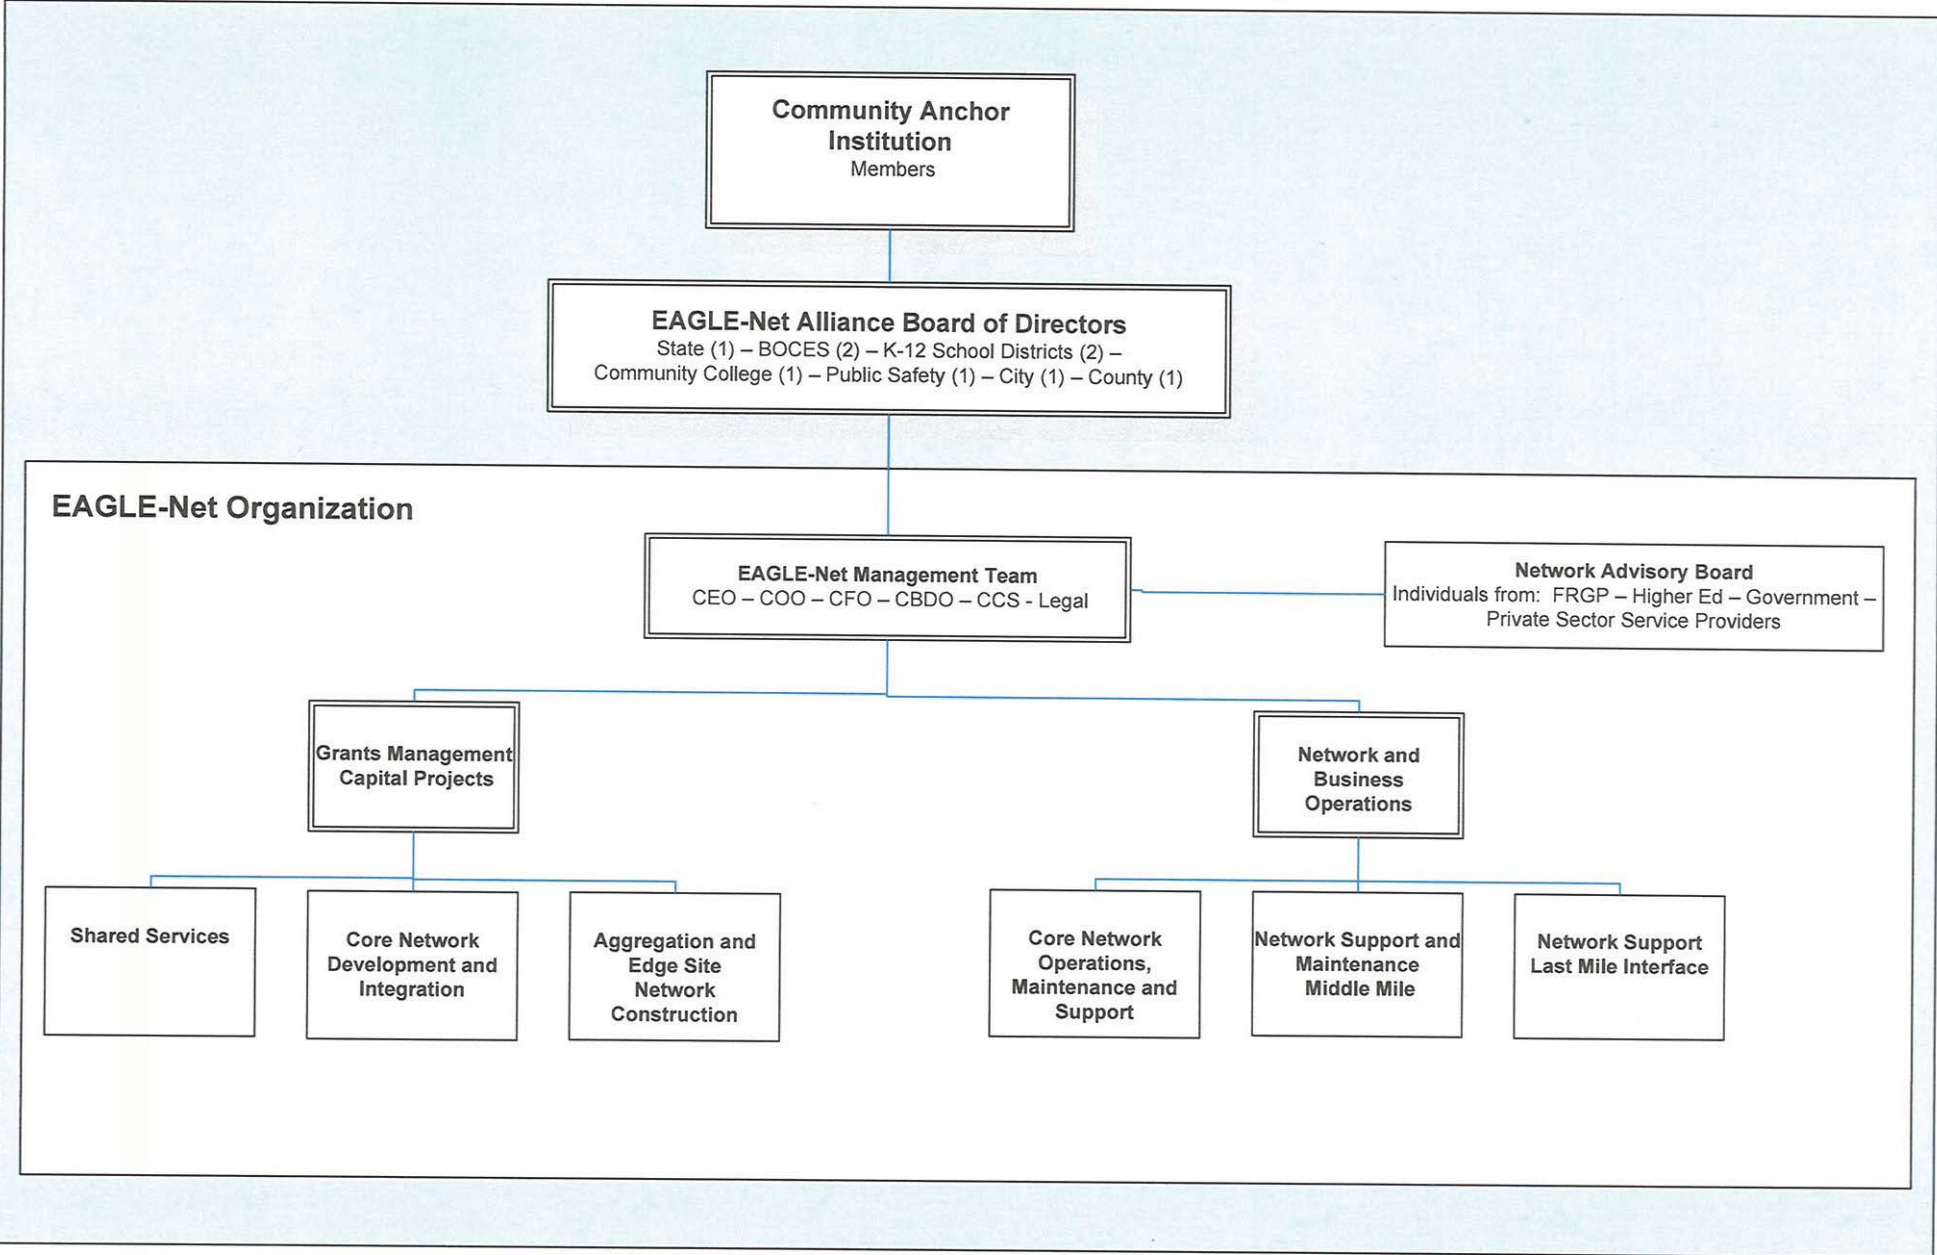 Community Anchor
Institution
Members
EAGLE-Net Alliance Board of Directors
State (1) – BOCES (2) – K-12 School Districts (2) –
Community College (1) – Public Safety (1) – City (1) – County (1)
EAGLE-Net Organization
EAGLE-Net Management Team
CEO – COO – CFO – CBDO – CCS - Legal
Network Advisory Board
Individuals from: FRGP – Higher Ed – Government –
Private Sector Service Providers
Grants Management
Capital Projects
Network and
Business
Operations
Shared Services
Core Network
Development and
Integration
Aggregation and
Edge Site
Network
Construction
Core Network
Operations,
Maintenance and
Support
Network Support and
Maintenance
Middle Mile
Network Support
Last Mile Interface